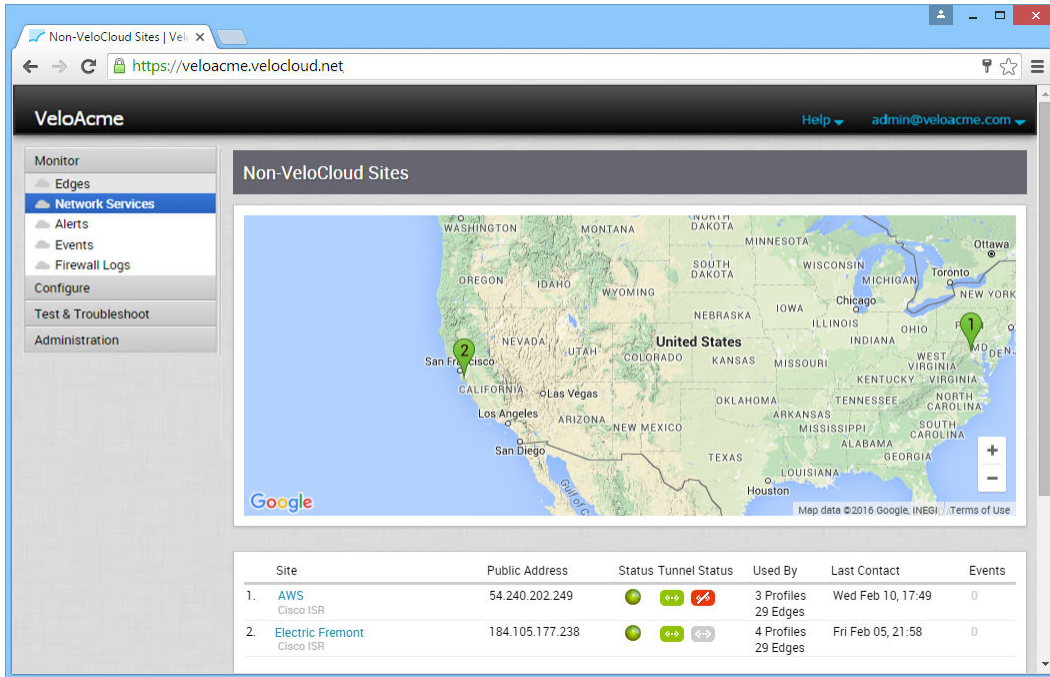 Non-VeloCloud Sites | Vel
https://veloacme.velocloud.net
VeloAcme
Help
admin@veloacme.com
Monitor
Edges
Network Services
Alerts
Events
Firewall Logs
Configure
Test & Troubleshoot
Administration
Non-VeloCloud Sites
WASHINGTON
MONTANA
NORTH
DAKOTA
MINNESOTA
Ottawa
OREGON
IDAHO
WYOMING
SOUTH
DAKOTA
WISCONSIN
MICHIGAN
Toronto
NEW YORK
NEBRASKA
IOWA
Chicago
ILLINOIS
INDIANA
OHIO
1
MD
DEN.
2
San Francisco
NEVADA
UTAH
United States
COLORADO
KANSAS
MISSOURI
WEST
VIRGINIA
KENTUCKY
VIRGINIA
CALIFORNIA
Las Vegas
OKLAHOMA
TENNESSEE
NORTH
CAROLINA
Los Angeles
ARIZONA
NEW MEXICO
ARKANSAS
MISSISSIPPI
SOUTH
CAROLINA
San Diego
TEXAS
ALABAMA
GEORGIA
LOUISIANA
Houston
Gulf of C
+
−
Google
Map data ©2016 Google, INEGI
Terms of Use
Site Public Address Status Tunnel Status Used By Last Contact Events
1. AWS 54.240.202.249 3 Profiles Wed Feb 10, 17:49 0
Cisco ISR 29 Edges
2. Electric Fremont 184.105.177.238 4 Profiles Fri Feb 05, 21:58 0
Cisco ISR 29 Edges